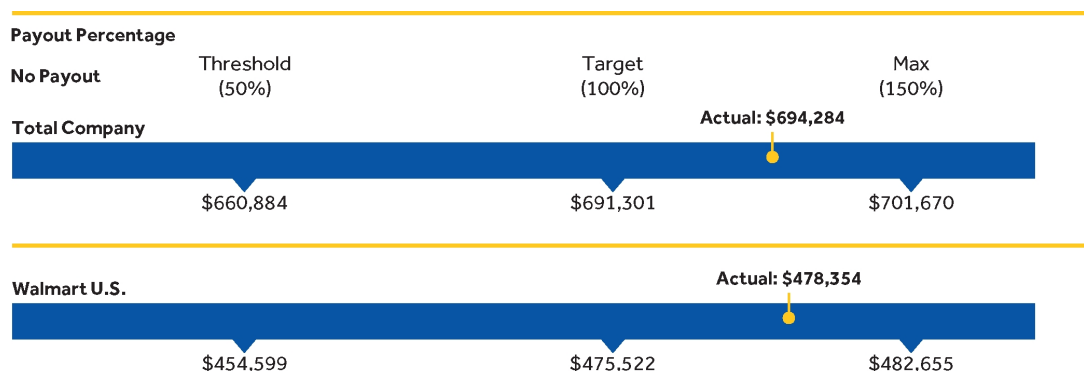 Payout Percentage
No Payout
Threshold
(50%)
Target
(100%)
Max
(150%)
Total Company
Actual: $694,284
$660,884
$691,301
$701,670
Walmart U.S.
Actual: $478,354
$454,599
$475,522
$482,655